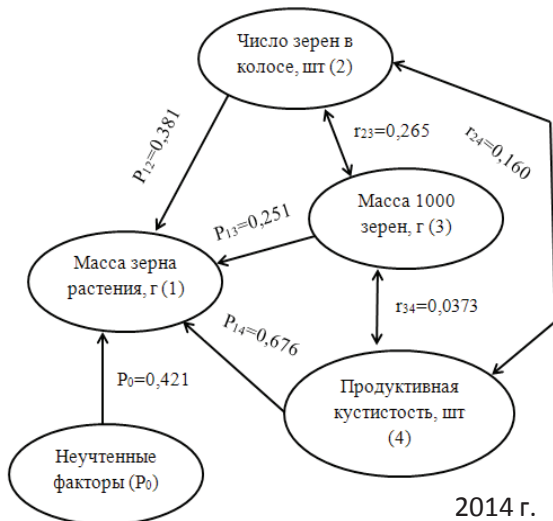 Число зерен в
колосе, шт (2)
P₁₂=0,381
r₂₃=0,265
r₂₄=0,160
Масса 1000
зерен, г (3)
P₁₃=0,251
Масса зерна
растения, г (1)
r₃₄=0,0373
P₁₄=0,676
P₀=0,421
Продуктивная
кустистость, шт
(4)
Неучтенные
факторы (P₀)
2014 г.